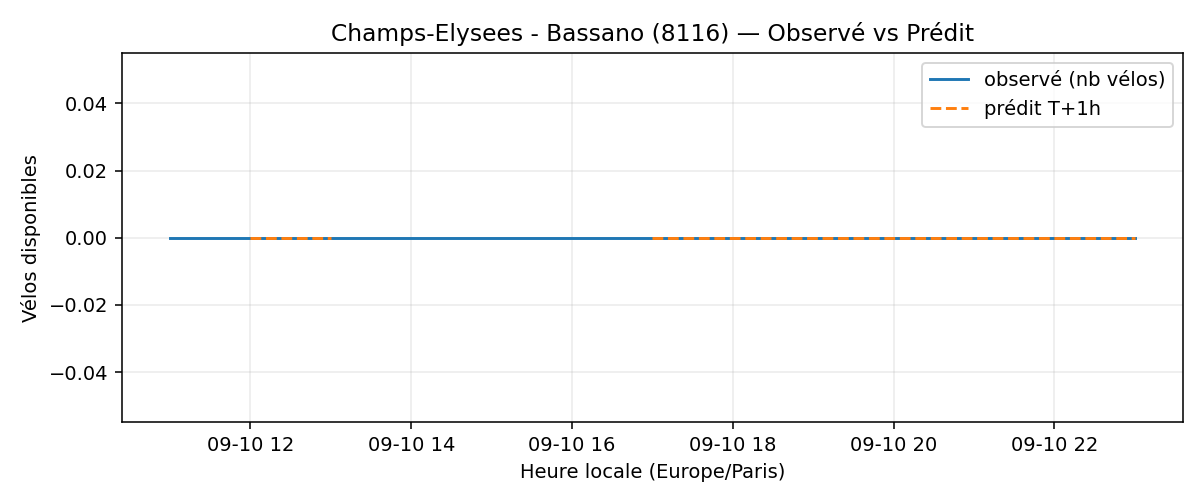 Champs-Elysees - Bassano (8116) — Observé vs Prédit
observé (nb vélos)
prédit T+1h
Vélos disponibles
0.04
0.02
0.00
−0.02
−0.04
09-10 12
09-10 14
09-10 16
09-10 18
09-10 20
09-10 22
Heure locale (Europe/Paris)